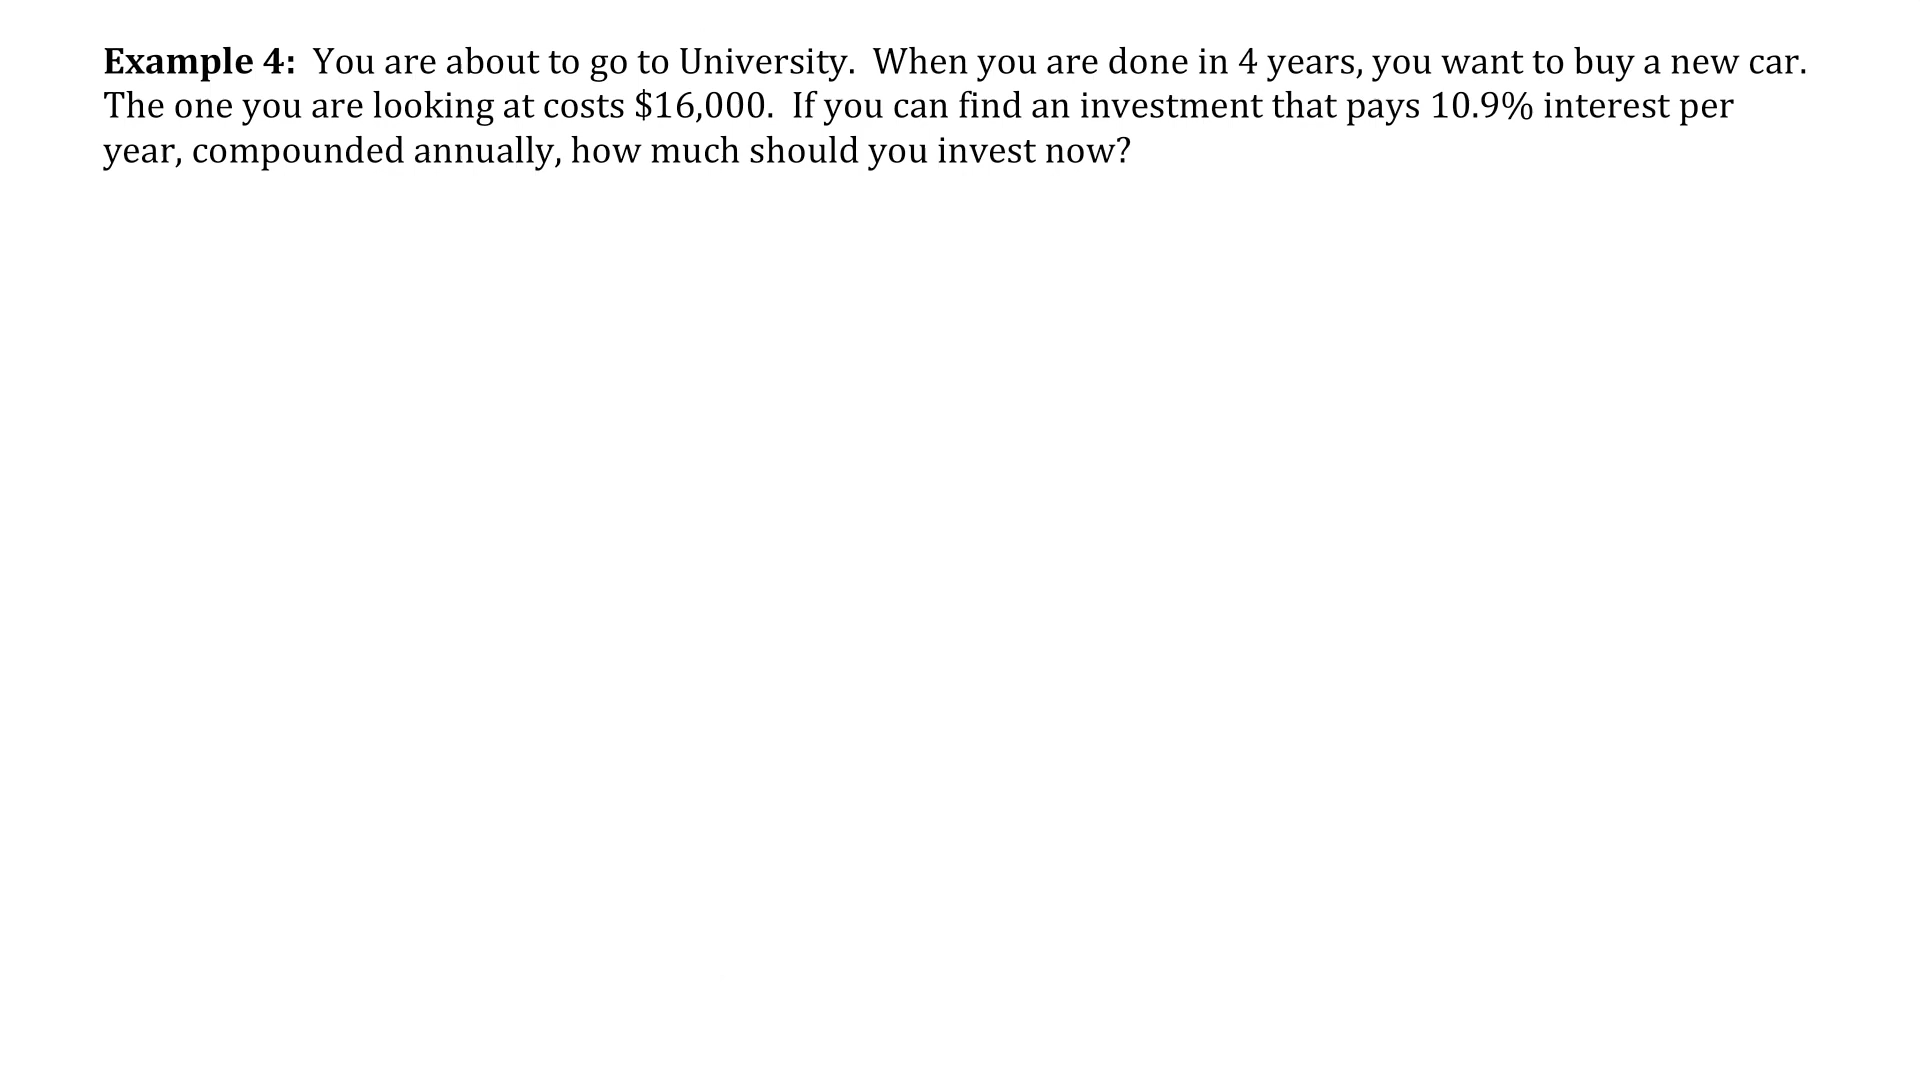 Example 4:  You are about to go to University.  When you are done in 4 years, you want to buy a new car.
The one you are looking at costs $16,000.  If you can find an investment that pays 10.9% interest per
year, compounded annually, how much should you invest now?